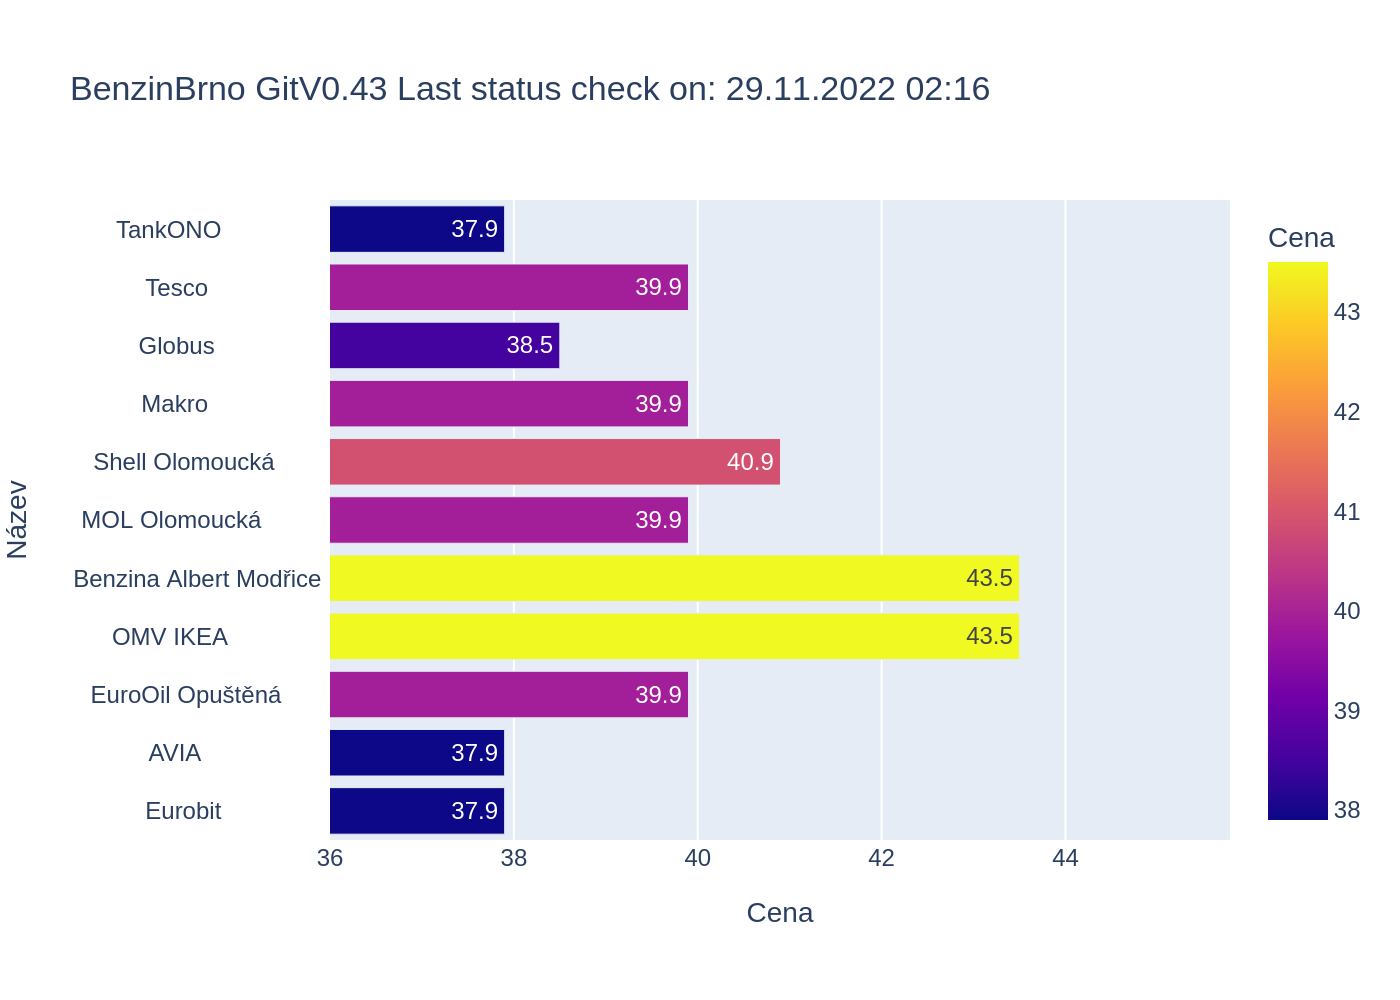 BenzinBrno GitV0.43 Last status check on: 29.11.2022 02:16
Název
TankONO 37.9
Tesco 39.9
Globus 38.5
Makro 39.9
Shell Olomoucká 40.9
MOL Olomoucká 39.9
Benzina Albert Modřice 43.5
OMV IKEA 43.5
EuroOil Opuštěná 39.9
AVIA 37.9
Eurobit 37.9
36 38 40 42 44
Cena
Cena
43
42
41
40
39
38